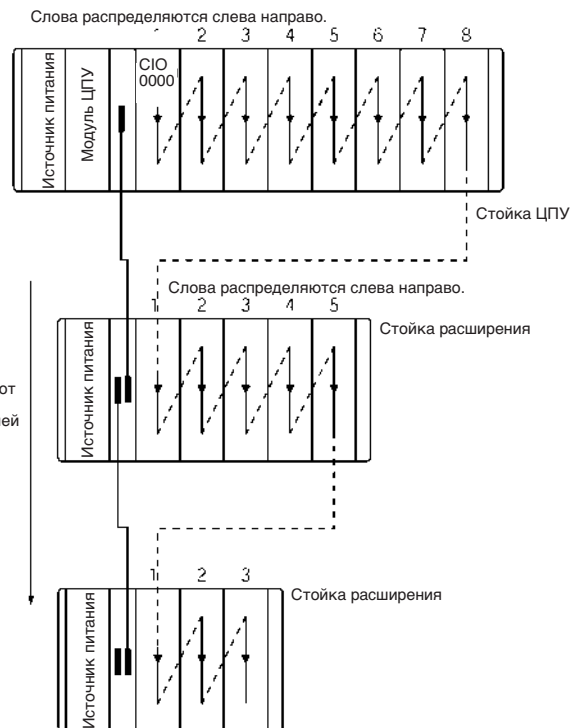 Слова распределяются слева направо.
1 2 3 4 5 6 7 8
Источник питания
Модуль ЦПУ
CIO
0000
Стойка ЦПУ
Слова распределяются слева направо.
1 2 3 4 5
Стойка расширения
Источник питания
от
ей
1 2 3
Стойка расширения
Источник питания